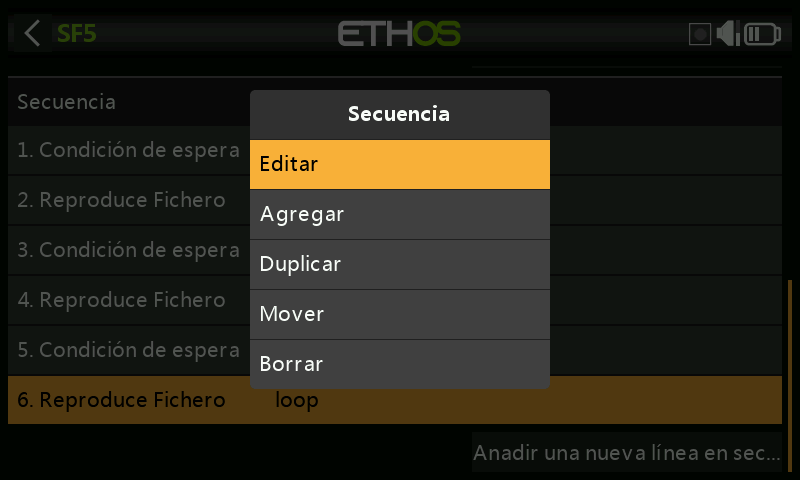 SF5
ETHOS
Secuencia
Secuencia
Editar
1. Condición de espera
Agregar
2. Reproduce Fichero
3. Condición de espera
Duplicar
4. Reproduce Fichero
Mover
5. Condición de espera
Borrar
6. Reproduce Fichero loop
Anadir una nueva línea en sec...